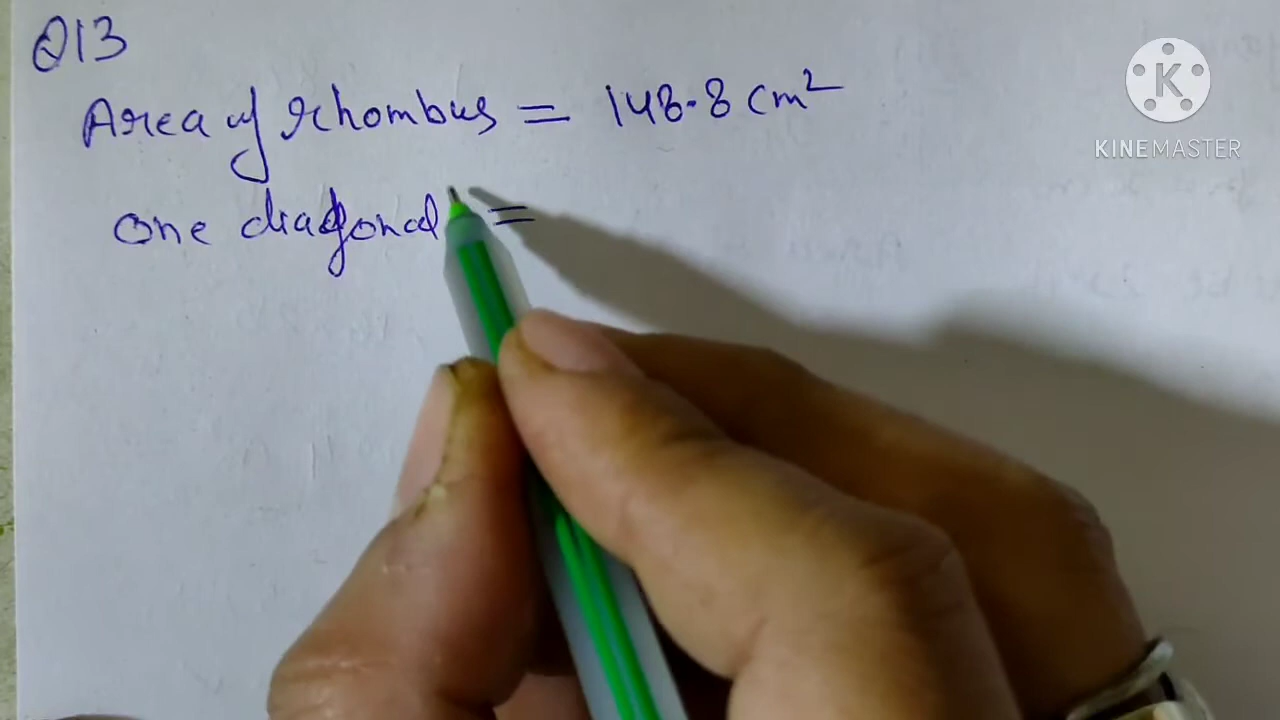 Q13
Area of rhombus = 148.8 cm²
K
KINEMASTER
one diagonal =